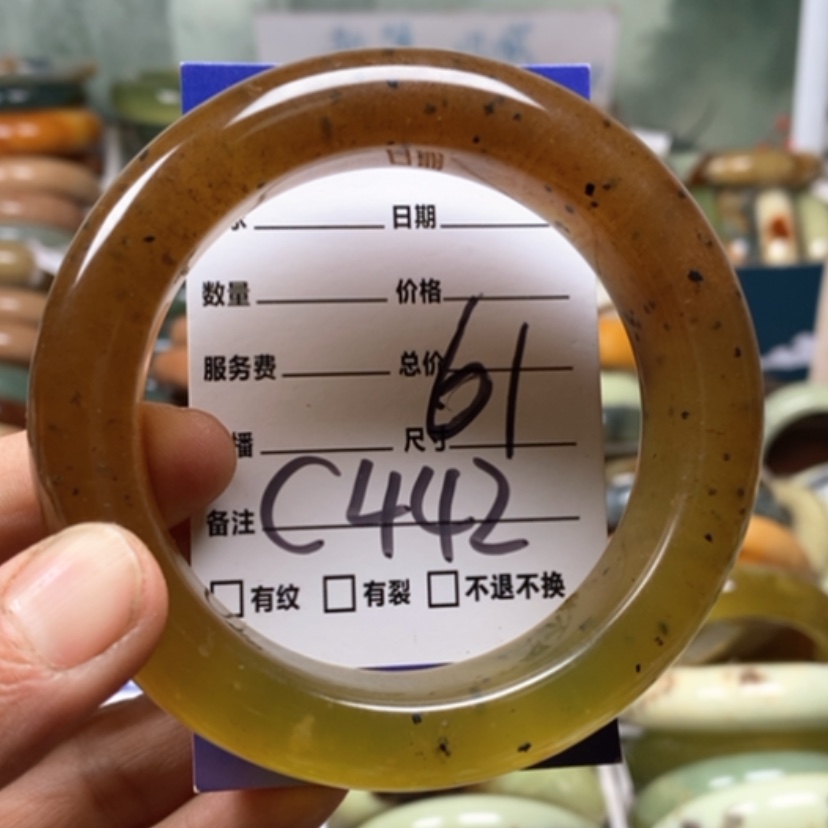 日期
日期
数量 价格
服务费 总价
61
播 尺寸
备注 C442
有纹 有裂 不退不换